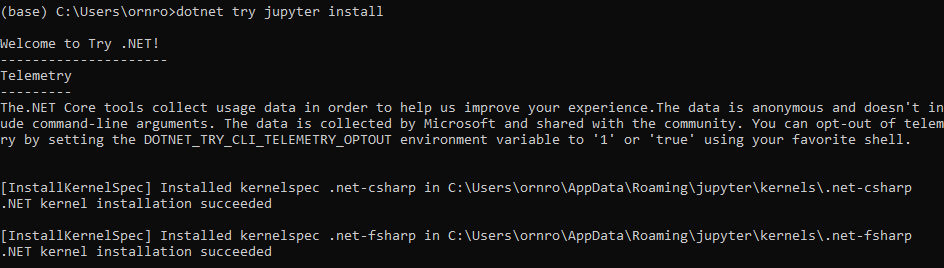 (base) C:\Users\ornro>dotnet try jupyter install
Welcome to Try .NET!
---------------------
Telemetry
---------
The.NET Core tools collect usage data in order to help us improve your experience.The data is anonymous and doesn't in
ude command-line arguments. The data is collected by Microsoft and shared with the community. You can opt-out of telem
ry by setting the DOTNET_TRY_CLI_TELEMETRY_OPTOUT environment variable to '1' or 'true' using your favorite shell.
[InstallKernelSpec] Installed kernelspec .net-csharp in C:\Users\ornro\AppData\Roaming\jupyter\kernels\.net-csharp
.NET kernel installation succeeded
[InstallKernelSpec] Installed kernelspec .net-fsharp in C:\Users\ornro\AppData\Roaming\jupyter\kernels\.net-fsharp
.NET kernel installation succeeded